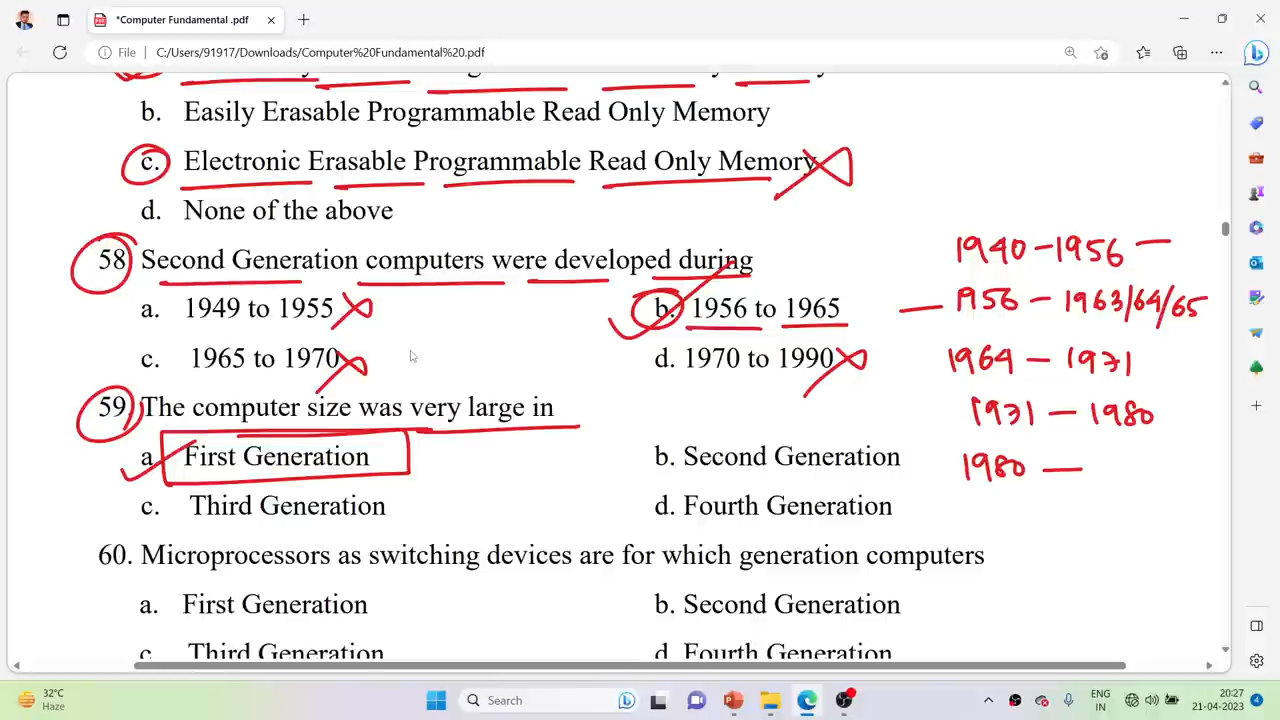 *Computer Fundamental .pdf
File C:/Users/91917/Downloads/Computer%20Fundamental%20.pdf
b. Easily Erasable Programmable Read Only Memory
c. Electronic Erasable Programmable Read Only Memory
d. None of the above
58. Second Generation computers were developed during
a. 1949 to 1955 b. 1956 to 1965
c. 1965 to 1970 d. 1970 to 1990
59. The computer size was very large in
a First Generation b. Second Generation
c. Third Generation d. Fourth Generation
60. Microprocessors as switching devices are for which generation computers
a. First Generation b. Second Generation
c. Third Generation d. Fourth Generation
1940 - 1956 —
— 1956 - 1963/64/65
1964 - 1971
1971 - 1980
1980 —
32°C
Haze
Search
ENG
IN
20:27
21-04-2023